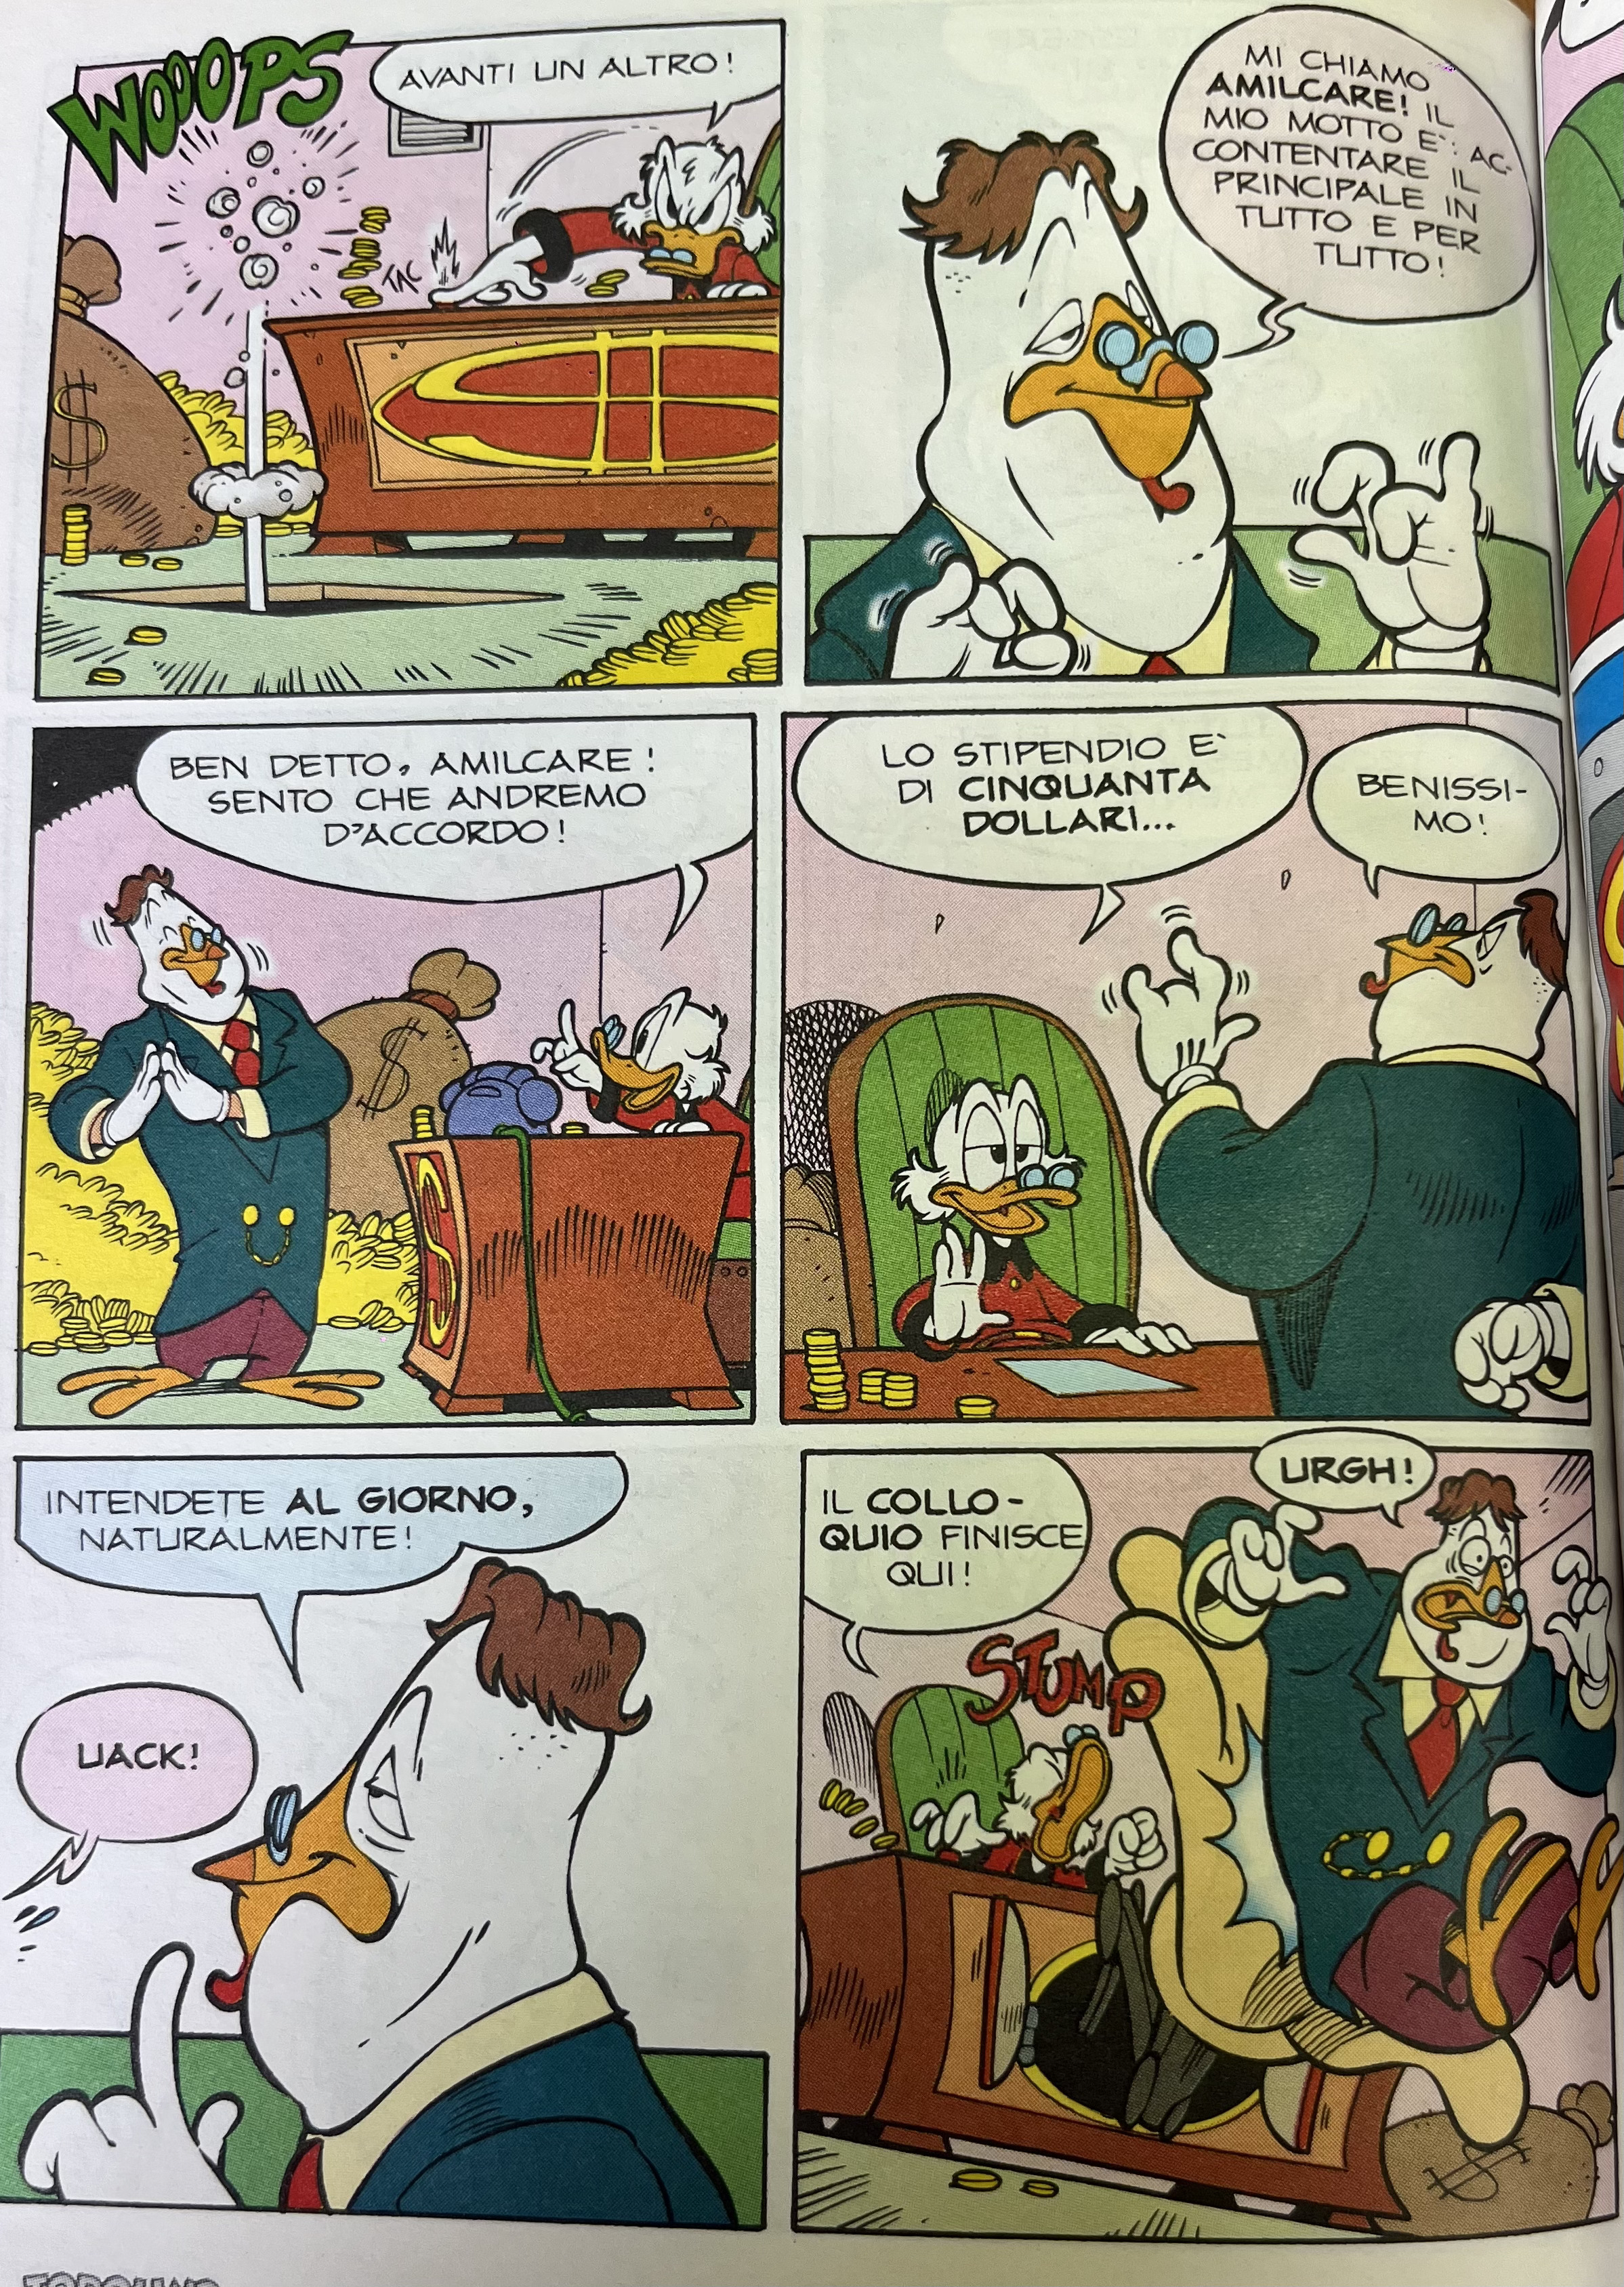 WOOOPS
AVANTI UN ALTRO!
TAC
MI CHIAMO
AMILCARE! IL
MIO MOTTO E': AC-
CONTENTARE IL
PRINCIPALE IN
TUTTO E PER
TUTTO!
BEN DETTO, AMILCARE!
SENTO CHE ANDREMO
D'ACCORDO!
$
LO STIPENDIO E'
DI CINQUANTA
DOLLARI...
BENISSI-
MO!
INTENDETE AL GIORNO,
NATURALMENTE!
UACK!
IL COLLO-
QUIO FINISCE
QUI!
URGH!
STUMP
TOPOLINO